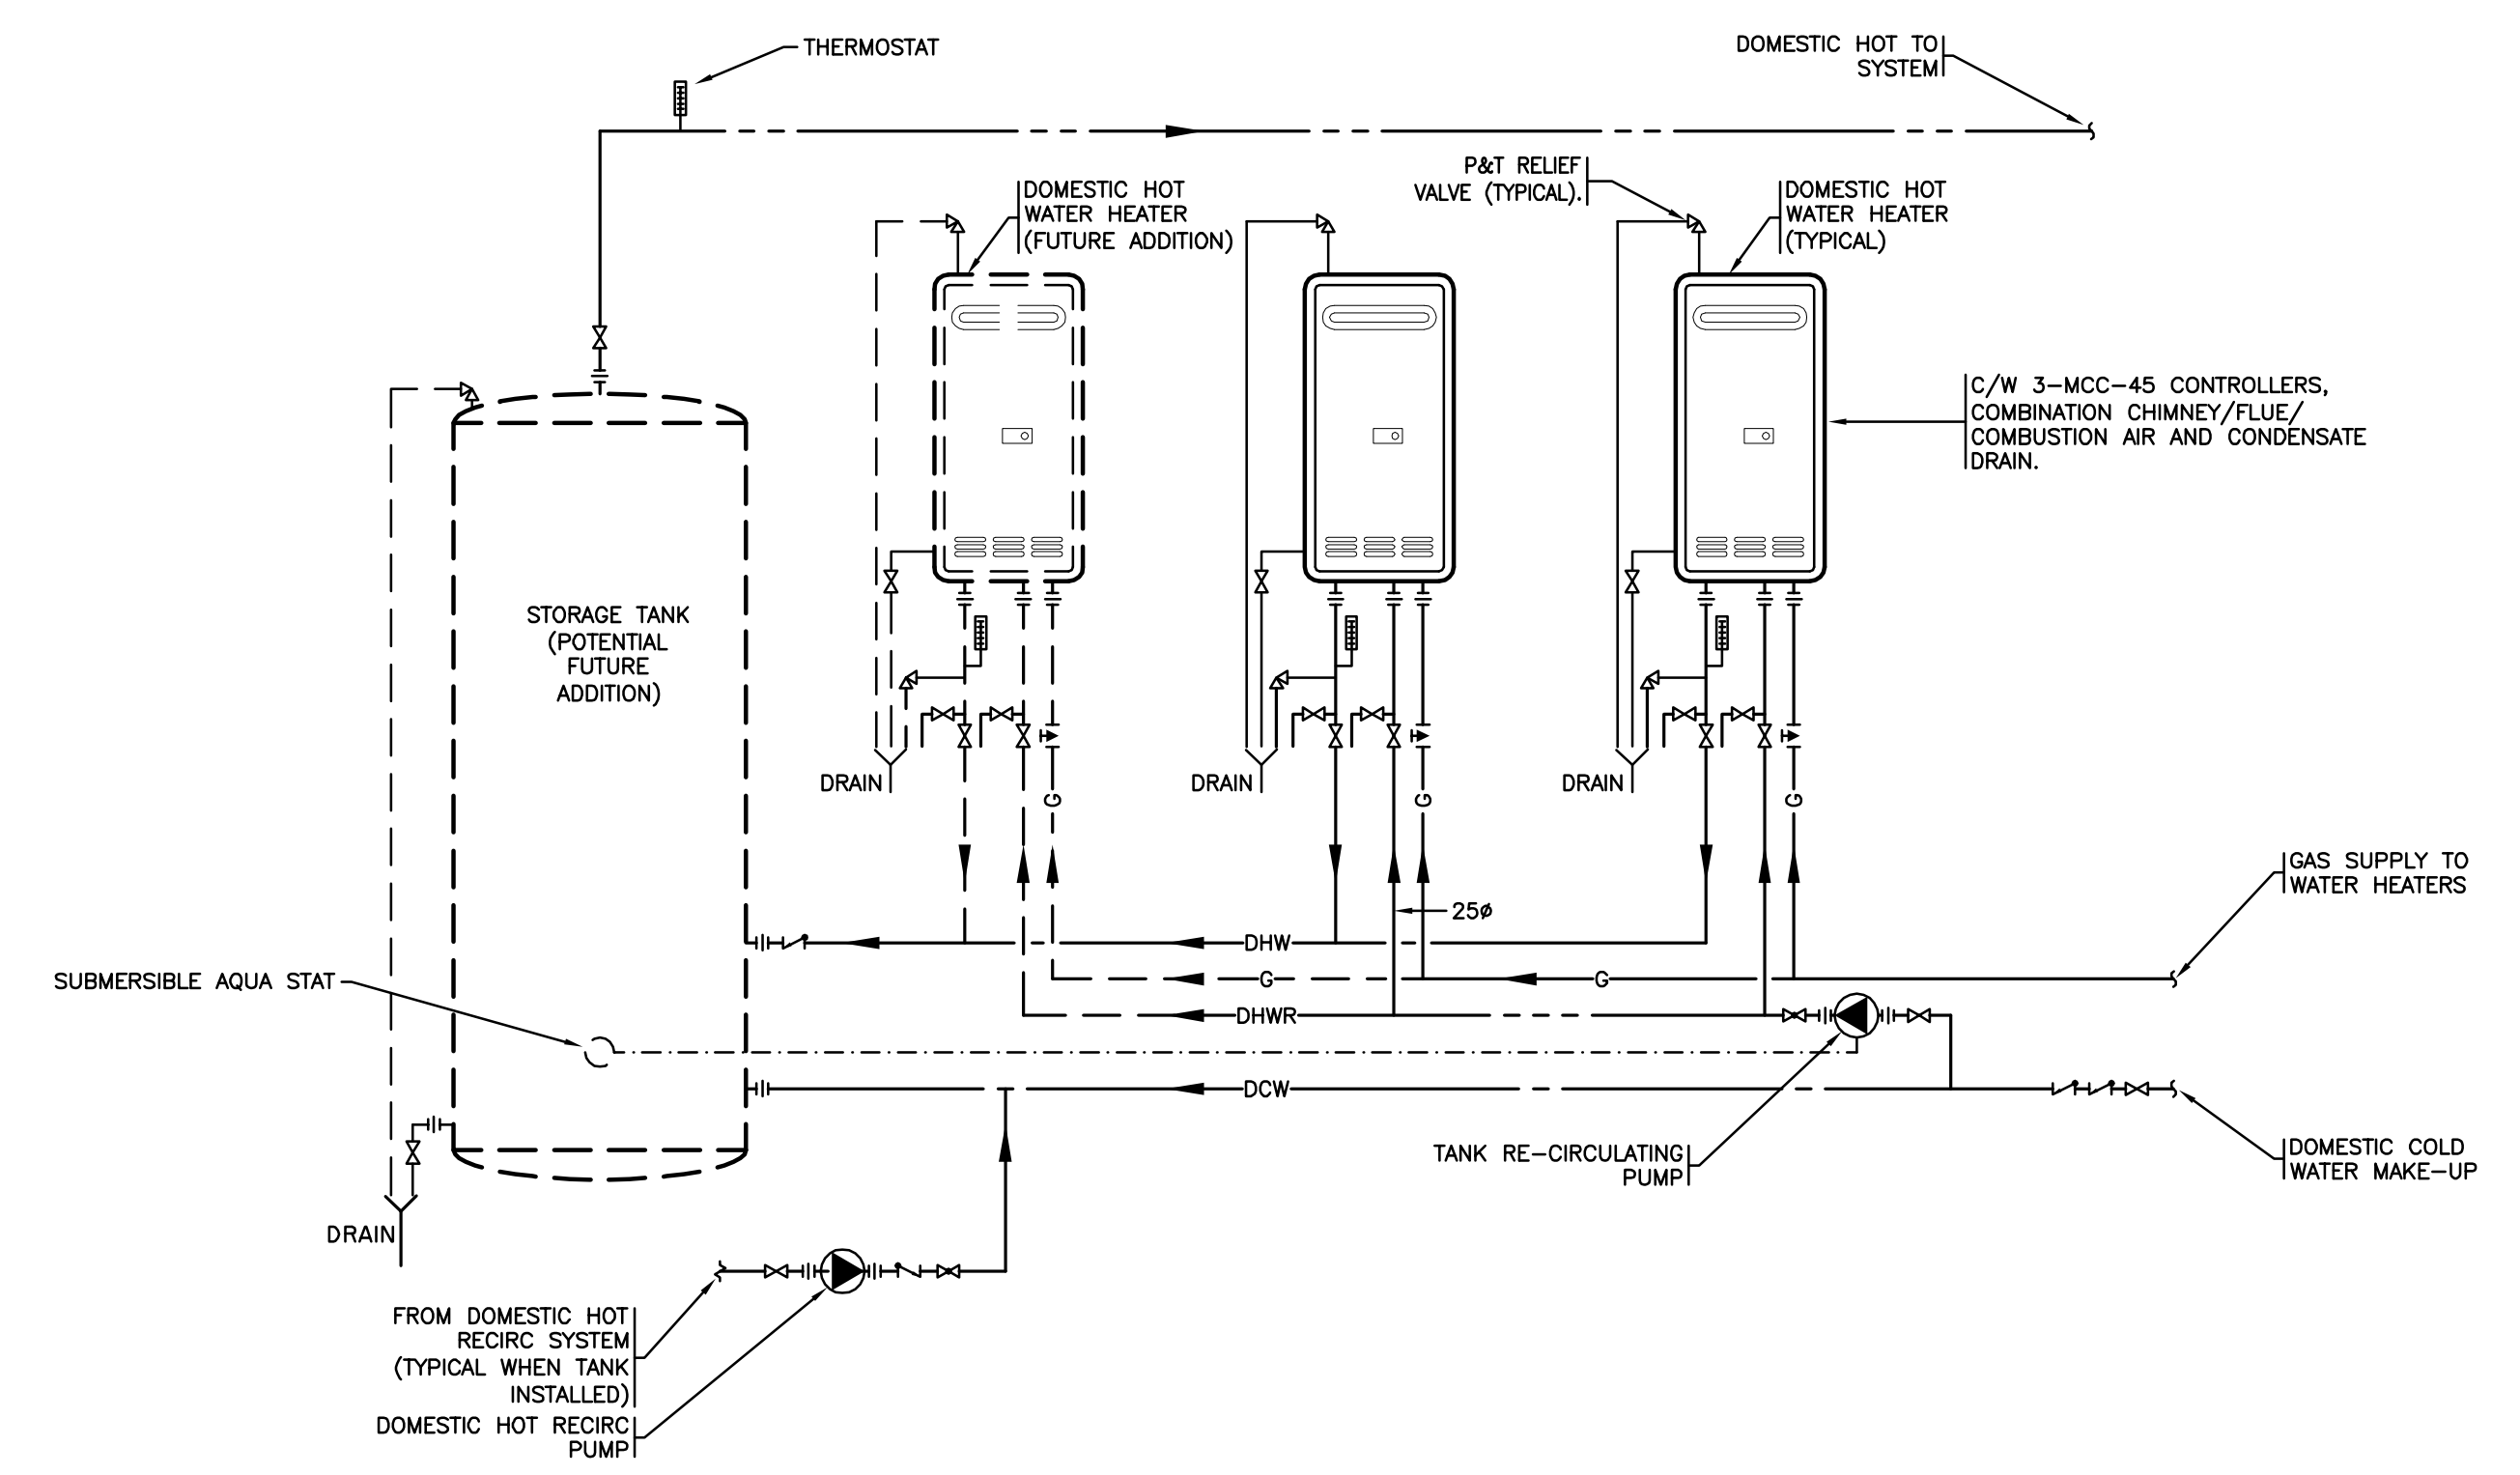 THERMOSTAT
DOMESTIC HOT TO
SYSTEM
P&T RELIEF
VALVE (TYPICAL).
DOMESTIC HOT
WATER HEATER
(FUTURE ADDITION)
DOMESTIC HOT
WATER HEATER
(TYPICAL)
C/W 3-MCC-45 CONTROLLERS,
COMBINATION CHIMNEY/FLUE/
COMBUSTION AIR AND CONDENSATE
DRAIN.
STORAGE TANK
(POTENTIAL
FUTURE
ADDITION)
DRAIN
DRAIN
DRAIN
G
G
G
GAS SUPPLY TO
WATER HEATERS
25ø
DHW
SUBMERSIBLE AQUA STAT
G
G
DHWR
DCW
TANK RE-CIRCULATING
PUMP
DOMESTIC COLD
WATER MAKE-UP
DRAIN
FROM DOMESTIC HOT
RECIRC SYSTEM
(TYPICAL WHEN TANK
INSTALLED)
DOMESTIC HOT RECIRC
PUMP